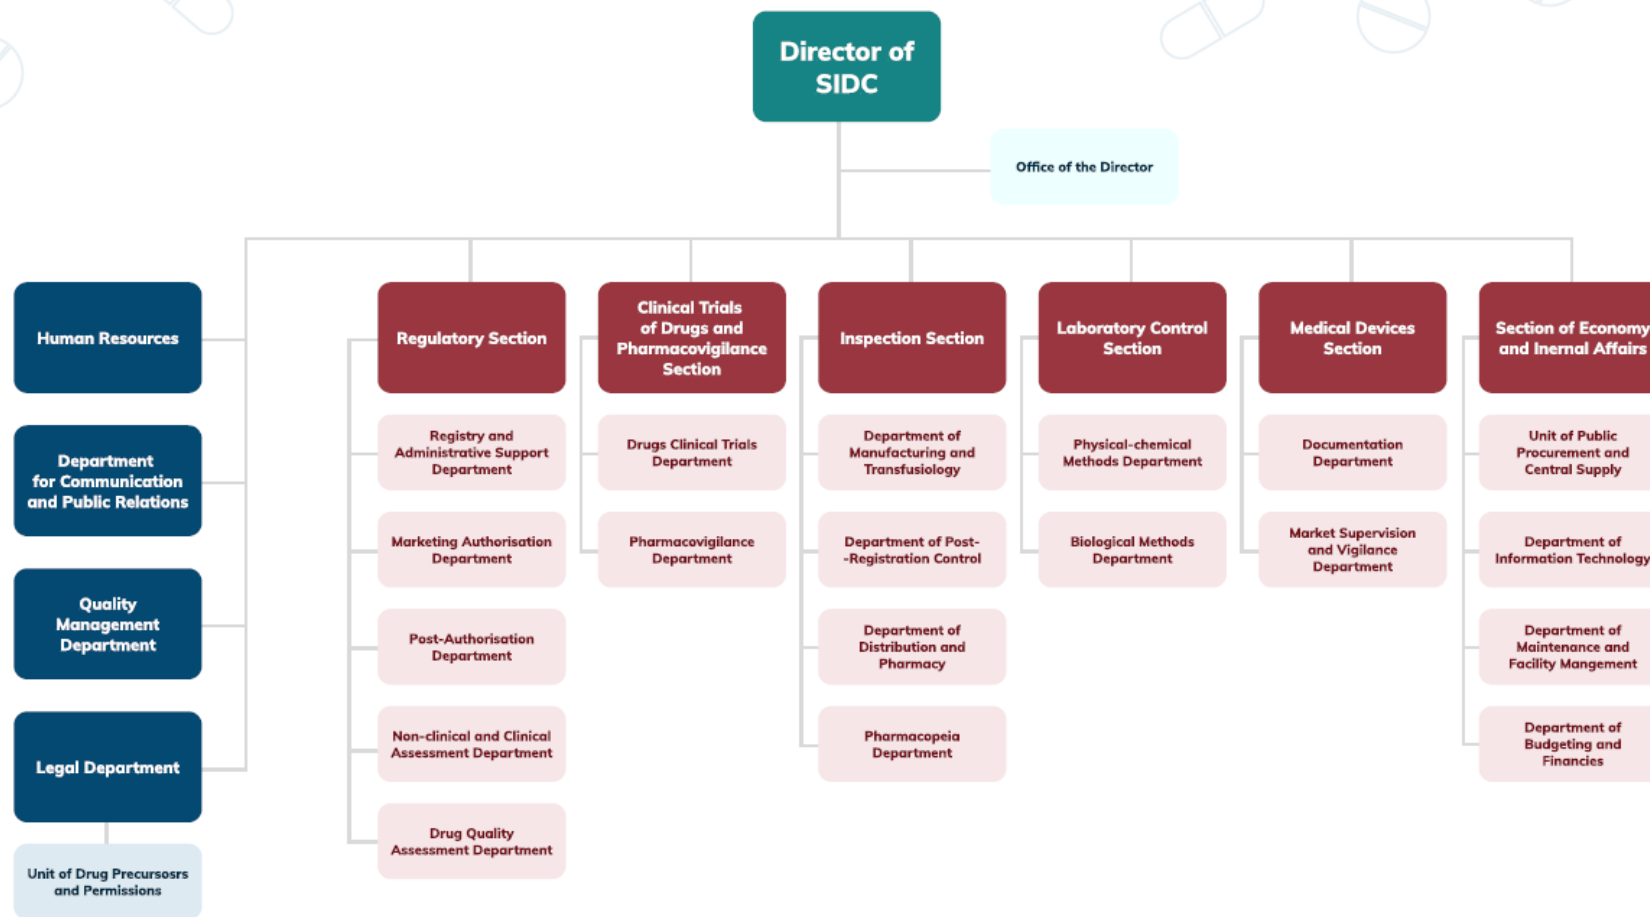 Director of
SIDC
Office of the Director
Human Resources
Department
for Communication
and Public Relations
Quality
Management
Department
Legal Department
Unit of Drug Precursosrs
and Permissions
Regulatory Section
Registry and
Administrative Support
Department
Marketing Authorisation
Department
Post-Authorisation
Department
Non-clinical and Clinical
Assessment Department
Drug Quality
Assessment Department
Clinical Trials
of Drugs and
Pharmacovigilance
Section
Drugs Clinical Trials
Department
Pharmacovigilance
Department
Inspection Section
Department of
Manufacturing and
Transfusiology
Department of Post-
-Registration Control
Department of
Distribution and
Pharmacy
Pharmacopeia
Department
Laboratory Control
Section
Physical-chemical
Methods Department
Biological Methods
Department
Medical Devices
Section
Documentation
Department
Market Supervision
and Vigilance
Department
Section of Economy
and Inernal Affairs
Unit of Public
Procurement and
Central Supply
Department of
Information Technology
Department of
Maintenance and
Facility Mangement
Department of
Budgeting and
Financies